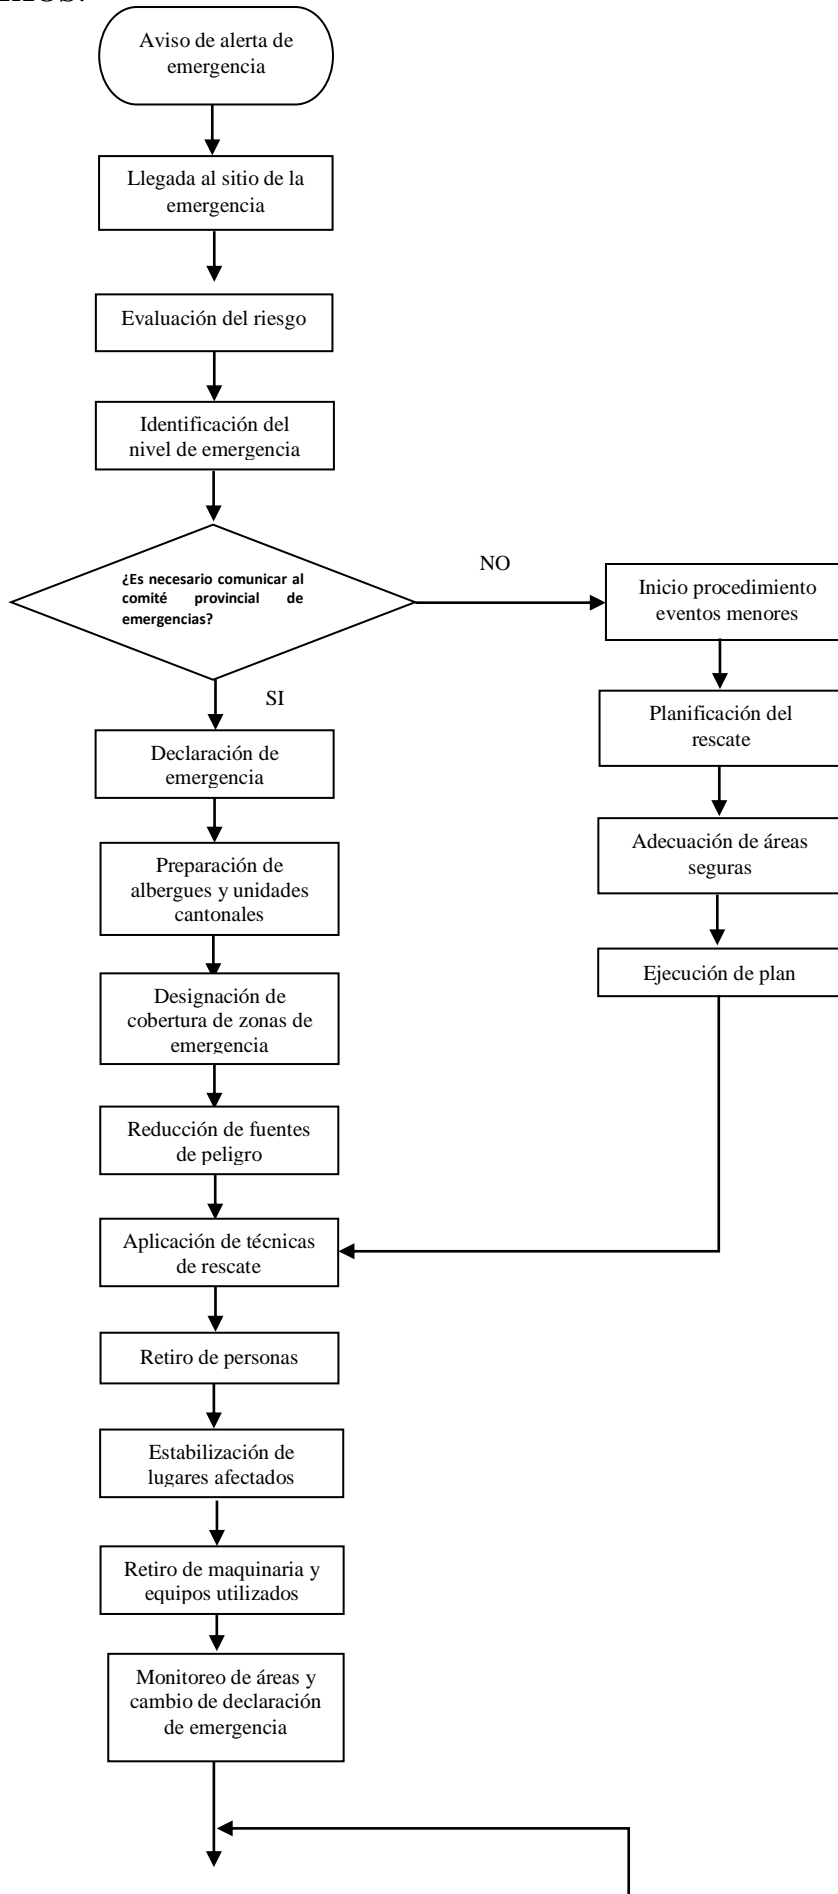 Aviso de alerta de
emergencia
Llegada al sitio de la
emergencia
Evaluación del riesgo
Identificación del
nivel de emergencia
¿Es necesario comunicar al
comité provincial de
emergencias?
NO
SI
Inicio procedimiento
eventos menores
Planificación del
rescate
Adecuación de áreas
seguras
Ejecución de plan
Declaración de
emergencia
Preparación de
albergues y unidades
cantonales
Designación de
cobertura de zonas de
emergencia
Reducción de fuentes
de peligro
Aplicación de técnicas
de rescate
Retiro de personas
Estabilización de
lugares afectados
Retiro de maquinaria y
equipos utilizados
Monitoreo de áreas y
cambio de declaración
de emergencia